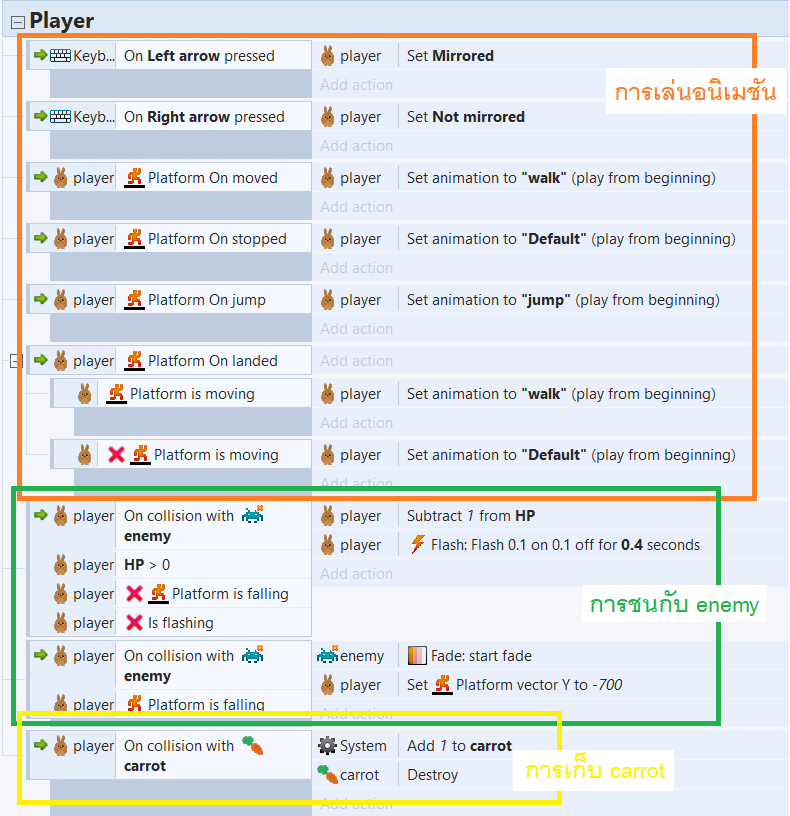 Player
Keyb... On Left arrow pressed player Set Mirrored
Add action
การเล่นอนิเมชัน
Keyb... On Right arrow pressed player Set Not mirrored
Add action
player Platform On moved player Set animation to "walk" (play from beginning)
Add action
player Platform On stopped player Set animation to "Default" (play from beginning)
Add action
player Platform On jump player Set animation to "jump" (play from beginning)
Add action
player Platform On landed Add action
Platform is moving player Set animation to "walk" (play from beginning)
Add action
Platform is moving player Set animation to "Default" (play from beginning)
Add action
player On collision with player Subtract 1 from HP
enemy
player Flash: Flash 0.1 on 0.1 off for 0.4 seconds
player HP > 0 Add action
player Platform is falling
การชนกับ enemy
player Is flashing
player On collision with enemy Fade: start fade
enemy
player Set Platform vector Y to -700
player Platform is falling Add action
player On collision with System Add 1 to carrot
carrot
carrot Destroy
การเก็บ carrot
Add action